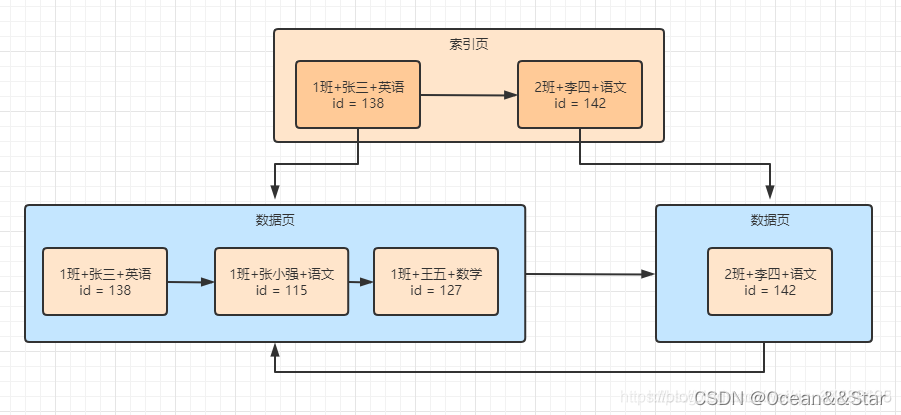 索引页
1班+张三+英语
id = 138
2班+李四+语文
id = 142
数据页
1班+张三+英语
id = 138
1班+张小强+语文
id = 115
1班+王五+数学
id = 127
数据页
2班+李四+语文
id = 142
CSDN @Ocean&&Star